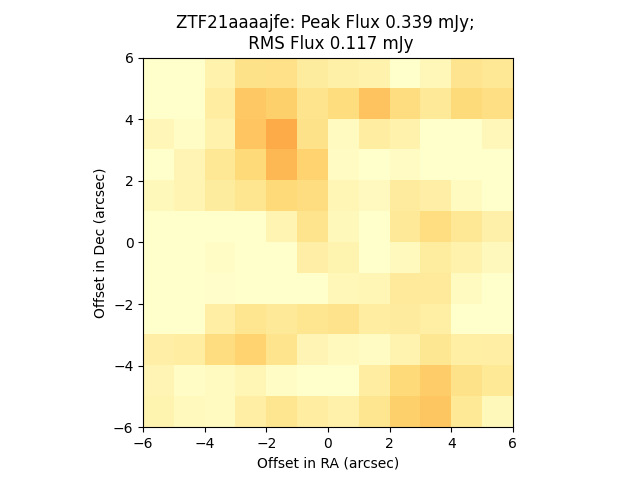 ZTF21aaaajfe: Peak Flux 0.339 mJy;
RMS Flux 0.117 mJy
6
4
2
0
−2
−4
−6
Offset in Dec (arcsec)
−6 −4 −2 0 2 4 6
Offset in RA (arcsec)